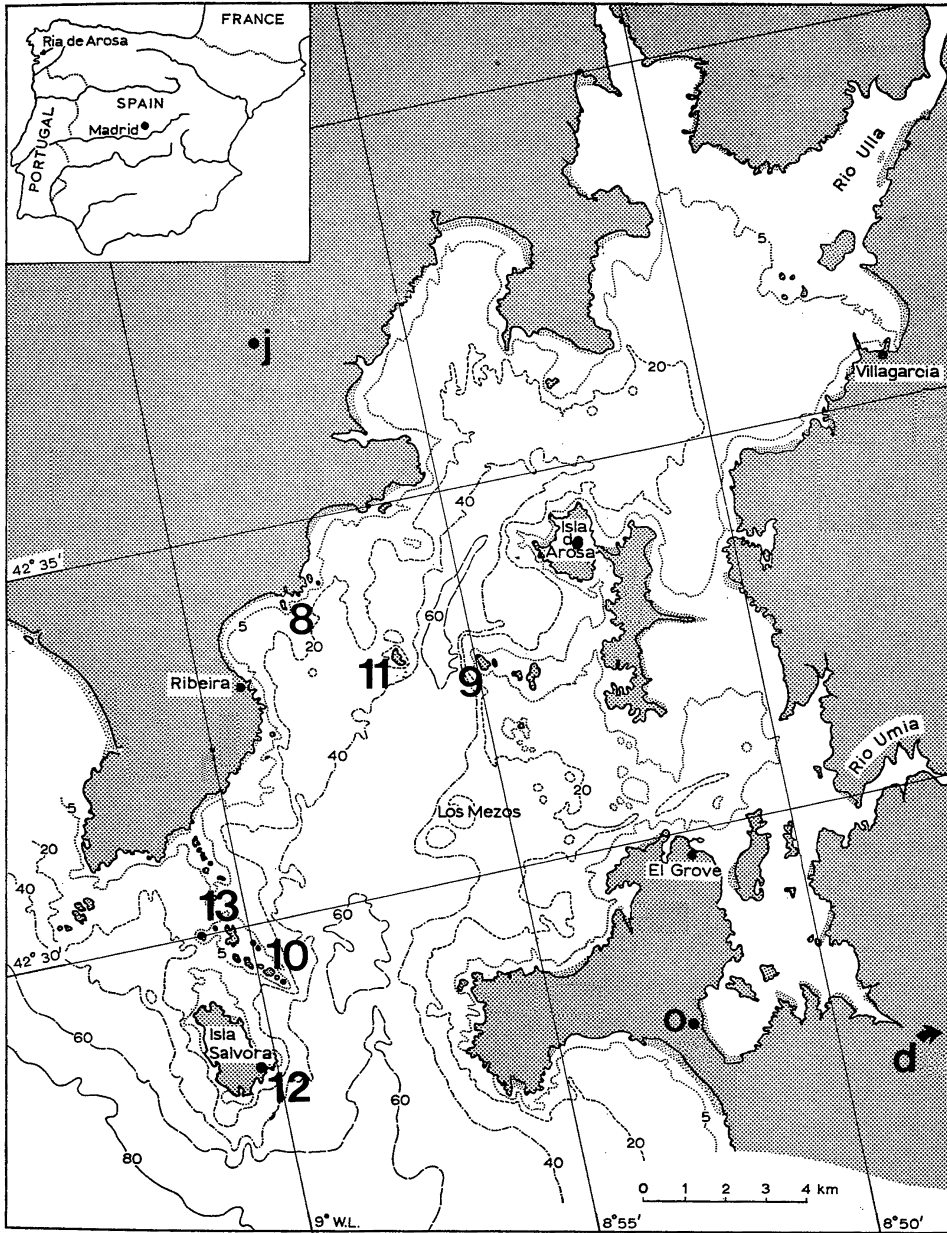 FRANCE
Ria de Arosa
SPAIN
Madrid
PORTUGAL
Rio Ulla
5
j
Villagarcia
20
40
Isla d. Arosa
42° 35'
60
8
5
20
11
9
Ribeira
Rio Umia
40
5
20
Los Mezos
20
El Grove
40
13
60
10
42° 30'
5
Isla Salvora
o
60
d
12
60
5
80
20
40
0 1 2 3 4 km
9° W.L.
8°55'
8°50'